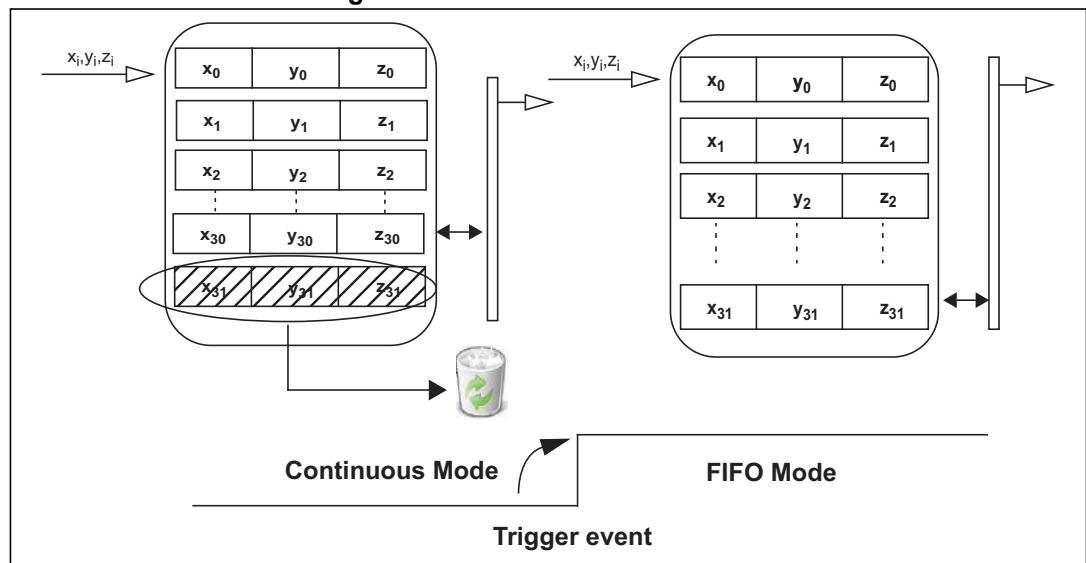 x_i,y_i,z_i
x_0 y_0 z_0
x_1 y_1 z_1
x_2 y_2 z_2
x_30 y_30 z_30
x_31 y_31 z_31
x_i,y_i,z_i
x_0 y_0 z_0
x_1 y_1 z_1
x_2 y_2 z_2
x_31 y_31 z_31
Continuous Mode
FIFO Mode
Trigger event